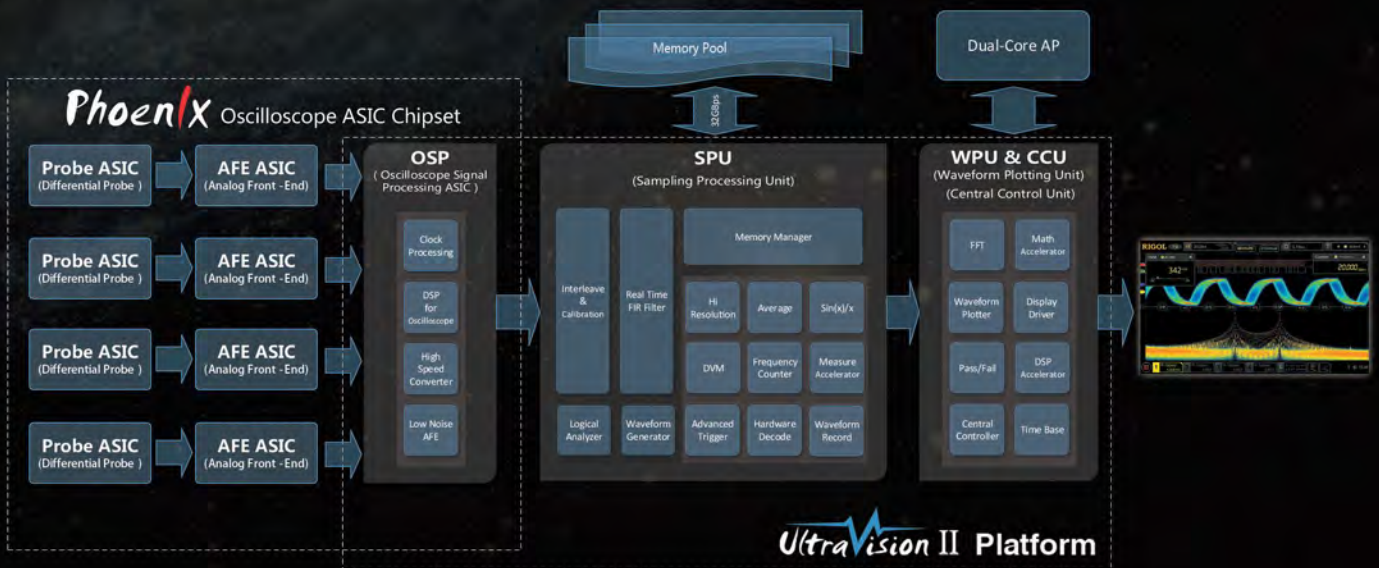 Memory Pool
Dual-Core AP
32GBps
Phoenix Oscilloscope ASIC Chipset
Probe ASIC
(Differential Probe )
AFE ASIC
(Analog Front -End)
Probe ASIC
(Differential Probe )
AFE ASIC
(Analog Front -End)
Probe ASIC
(Differential Probe )
AFE ASIC
(Analog Front -End)
Probe ASIC
(Differential Probe )
AFE ASIC
(Analog Front -End)
OSP
( Oscilloscope Signal
Processing ASIC )
Clock
Processing
DSP
for
Oscilloscope
High
Speed
Converter
Low Noise
AFE
SPU
(Sampling Processing Unit)
Interleave
&
Calibration
Real Time
FIR Filter
Memory Manager
Hi
Resolution
Average
Sin(x)/x
DVM
Frequency
Counter
Measure
Accelerator
Logical
Analyzer
Waveform
Generator
Advanced
Trigger
Hardware
Decode
Waveform
Record
WPU & CCU
(Waveform Plotting Unit)
(Central Control Unit)
FFT
Math
Accelerator
Waveform
Plotter
Display
Driver
Pass/Fail
DSP
Accelerator
Central
Controller
Time Base
RIGOL
342
20.000
UltraVision II Platform